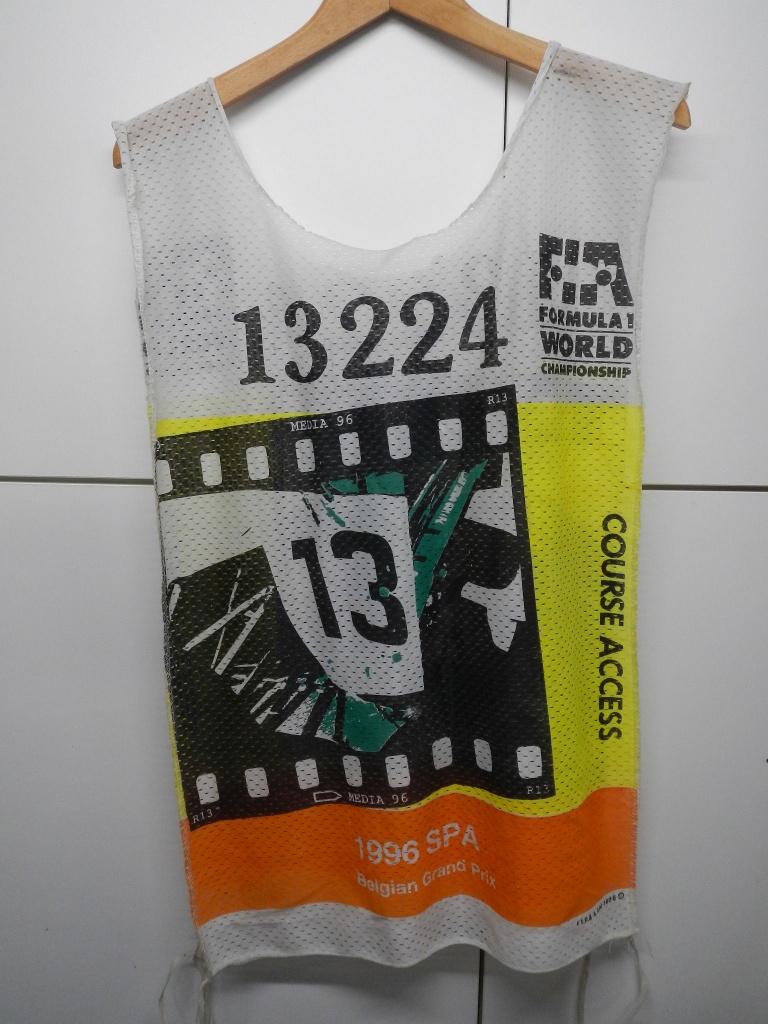 13224
FIA
FORMULA 1
WORLD
CHAMPIONSHIP
MEDIA 96
R13
13
COURSE ACCESS
R13
MEDIA 96
R13
1996 SPA
Belgian Grand Prix